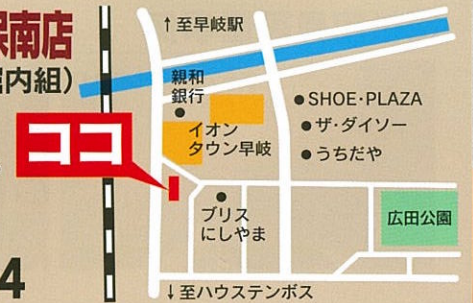 保南店
内組)
↑至早岐駅
親和
銀行
イオン
タウン早岐
●SHOE・PLAZA
●ザ・ダイソー
●うちだや
ココ
ブリス
にしやま
広田公園
4
↓至ハウステンボス